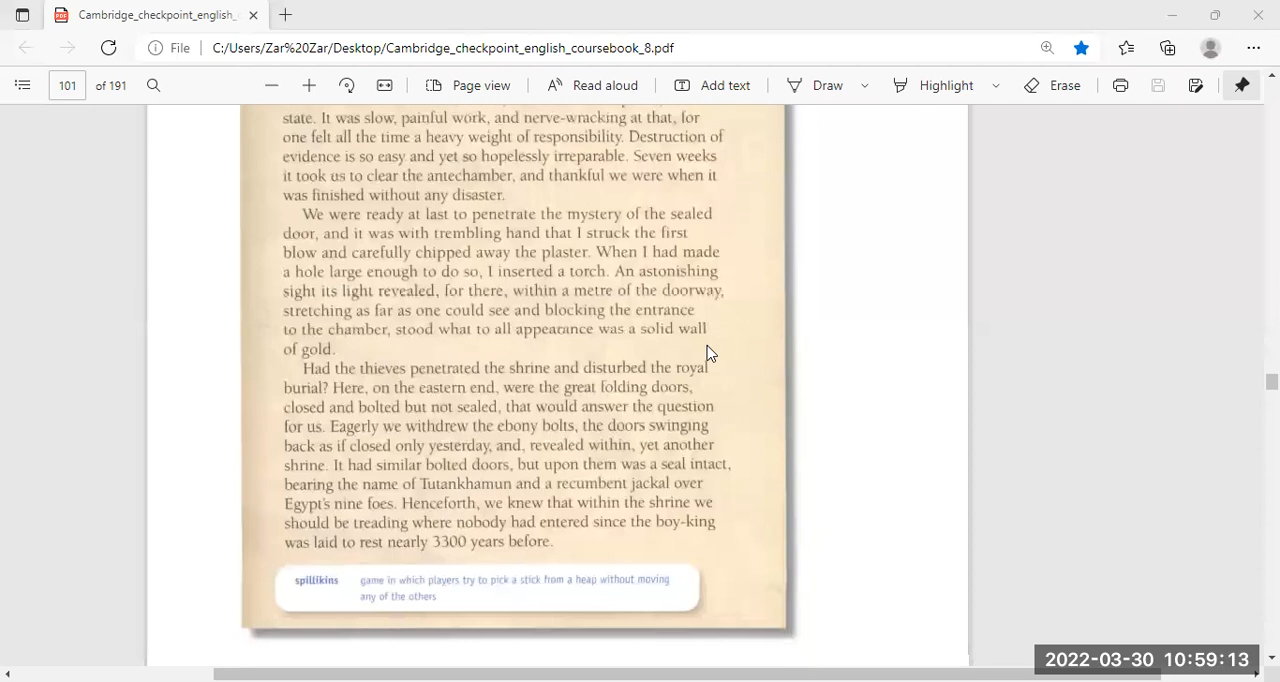 Cambridge_checkpoint_english_
File
C:/Users/Zar%20Zar/Desktop/Cambridge_checkpoint_english_coursebook_8.pdf
101 of 191
Page view
Read aloud
Add text
Draw
Highlight
Erase
state. It was slow, painful work, and nerve-wracking at that, for
one felt all the time a heavy weight of responsibility. Destruction of
evidence is so easy and yet so hopelessly irreparable. Seven weeks
it took us to clear the antechamber, and thankful we were when it
was finished without any disaster.
We were ready at last to penetrate the mystery of the sealed
door, and it was with trembling hand that I struck the first
blow and carefully chipped away the plaster. When I had made
a hole large enough to do so, I inserted a torch. An astonishing
sight its light revealed, for there, within a metre of the doorway,
stretching as far as one could see and blocking the entrance
to the chamber, stood what to all appearance was a solid wall
of gold.
Had the thieves penetrated the shrine and disturbed the royal
burial? Here, on the eastern end, were the great folding doors,
closed and bolted but not sealed, that would answer the question
for us. Eagerly we withdrew the ebony bolts, the doors swinging
back as if closed only yesterday, and, revealed within, yet another
shrine. It had similar bolted doors, but upon them was a seal intact,
bearing the name of Tutankhamun and a recumbent jackal over
Egypt's nine foes. Henceforth, we knew that within the shrine we
should be treading where nobody had entered since the boy-king
was laid to rest nearly 3300 years before.
spillikins game in which players try to pick a stick from a heap without moving
any of the others
2022-03-30 10:59:13